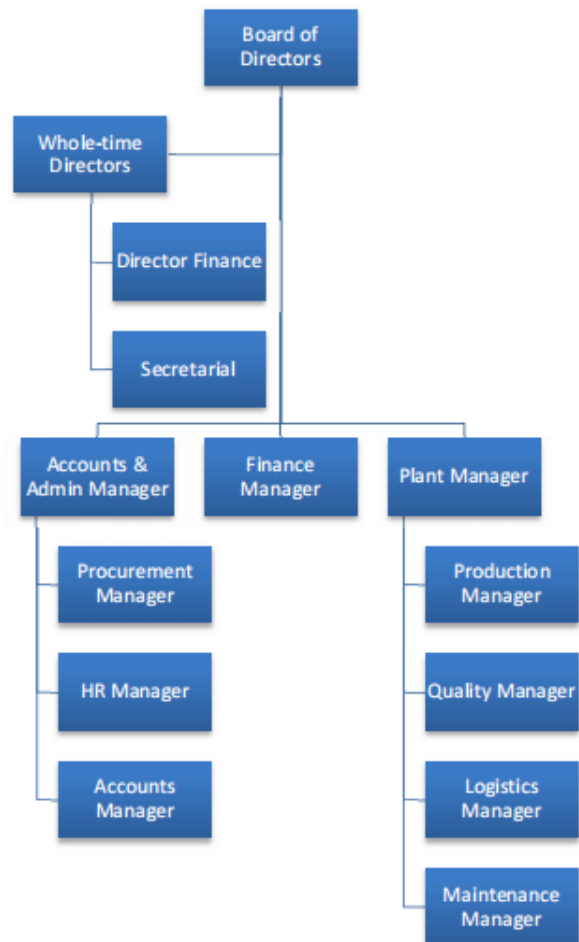 Board of
Directors
Whole-time
Directors
Director Finance
Secretarial
Accounts &
Admin Manager
Finance
Manager
Plant Manager
Procurement
Manager
HR Manager
Accounts
Manager
Production
Manager
Quality Manager
Logistics
Manager
Maintenance
Manager